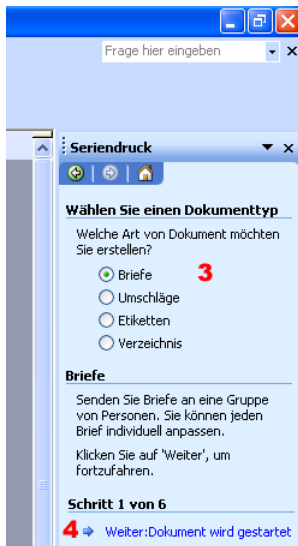 Frage hier eingeben
Seriendruck
Wählen Sie einen Dokumenttyp
Welche Art von Dokument möchten
Sie erstellen?
Briefe 3
Umschläge
Etiketten
Verzeichnis
Briefe
Senden Sie Briefe an eine Gruppe
von Personen. Sie können jeden
Brief individuell anpassen.
Klicken Sie auf 'Weiter', um
fortzufahren.
Schritt 1 von 6
4 Weiter:Dokument wird gestartet